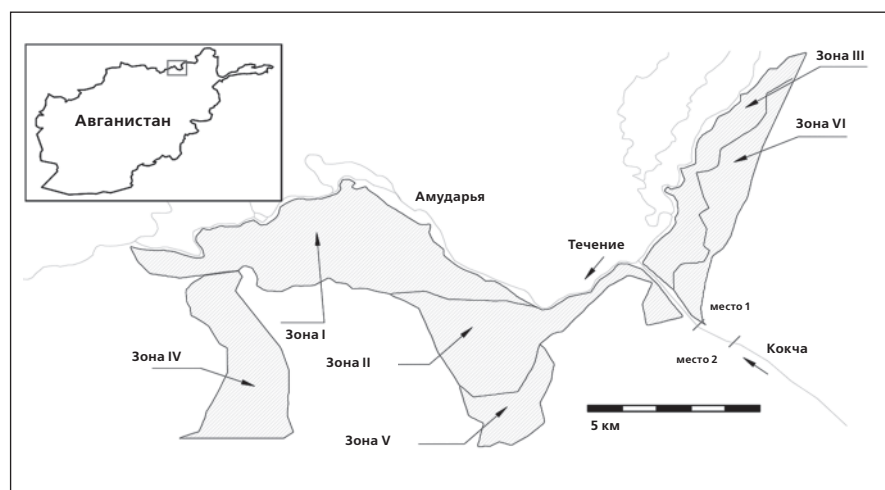 Зона III
Авганистан
Зона VI
Амударья
Течение
место 1
Зона I
Кокча
Зона IV
Зона II
место 2
5 км
Зона V